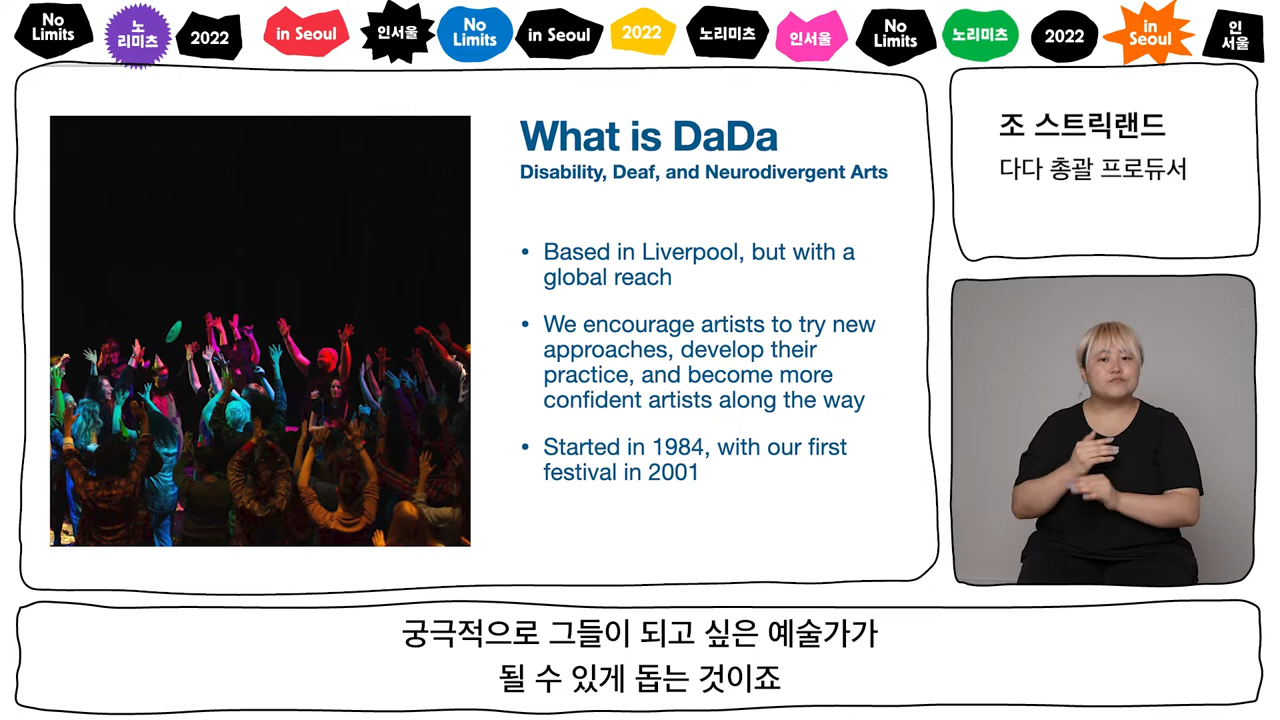 No
Limits
노
리미츠
2022
in Seoul
인서울
No
Limits
in Seoul
2022
노리미츠
인서울
No
Limits
노리미츠
2022
in
Seoul
인
서울
What is DaDa
Disability, Deaf, and Neurodivergent Arts
• Based in Liverpool, but with a
global reach
• We encourage artists to try new
approaches, develop their
practice, and become more
confident artists along the way
• Started in 1984, with our first
festival in 2001
조 스트릭랜드
다다 총괄 프로듀서
궁극적으로 그들이 되고 싶은 예술가가
될 수 있게 돕는 것이죠